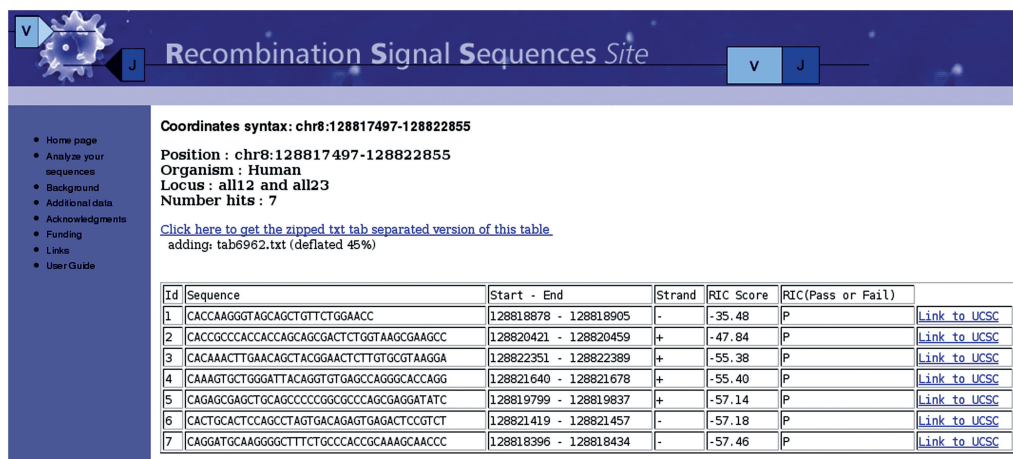 V
J
Recombination Signal Sequences Site
V J
Home page
Analyze your
sequences
Background
Additional data
Acknowledgments
Funding
Links
User Guide
Coordinates syntax: chr8:128817497-128822855
Position : chr8:128817497-128822855
Organism : Human
Locus : all12 and all23
Number hits : 7
Click here to get the zipped txt tab separated version of this table
adding: tab6962.txt (deflated 45%)
Id Sequence Start - End Strand RIC Score RIC(Pass or Fail)
1 CACCAAGGGTAGCAGCTGTTCTGGAACC 128818878 - 128818905 - -35.48 P Link to UCSC
2 CACCGCCCACCACCAGCAGCGACTCTGGTAAGCGAAGCC 128820421 - 128820459 + -47.84 P Link to UCSC
3 CACAAACTTGAACAGCTACGGAACTCTTGTGCGTAAGGA 128822351 - 128822389 + -55.38 P Link to UCSC
4 CAAAGTGCTGGGATTACAGGTGTGAGCCAGGGCACCAGG 128821640 - 128821678 + -55.40 P Link to UCSC
5 CAGAGCGAGCTGCAGCCCCCGGCGCCCAGCGAGGATATC 128819799 - 128819837 + -57.14 P Link to UCSC
6 CACTGCACTCCAGCCTAGTGACAGAGTGAGACTCCGTCT 128821419 - 128821457 - -57.18 P Link to UCSC
7 CAGGATGCAAGGGGCTTTCTGCCCACCGCAAAGCAACCC 128818396 - 128818434 - -57.46 P Link to UCSC